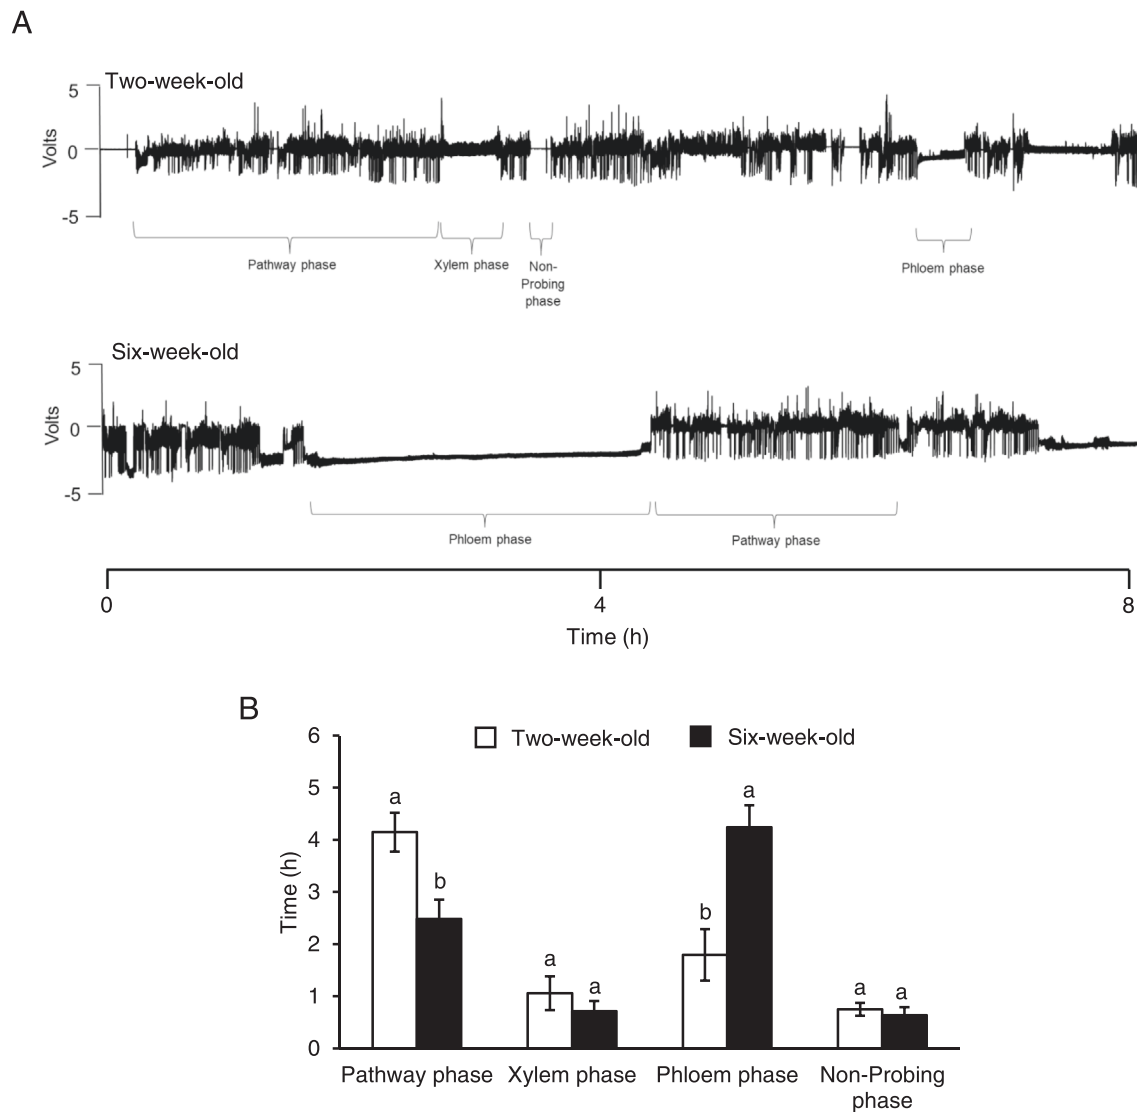 A
Two-week-old
5
0
-5
Volts
Pathway phase
Xylem phase
Non-
Probing
phase
Phloem phase
Six-week-old
5
0
-5
Volts
Phloem phase
Pathway phase
0
4
8
Time (h)
B
Two-week-old
Six-week-old
6
5
4
3
2
1
0
Time (h)
a
b
a
a
b
a
a
a
Pathway phase
Xylem phase
Phloem phase
Non-Probing
phase